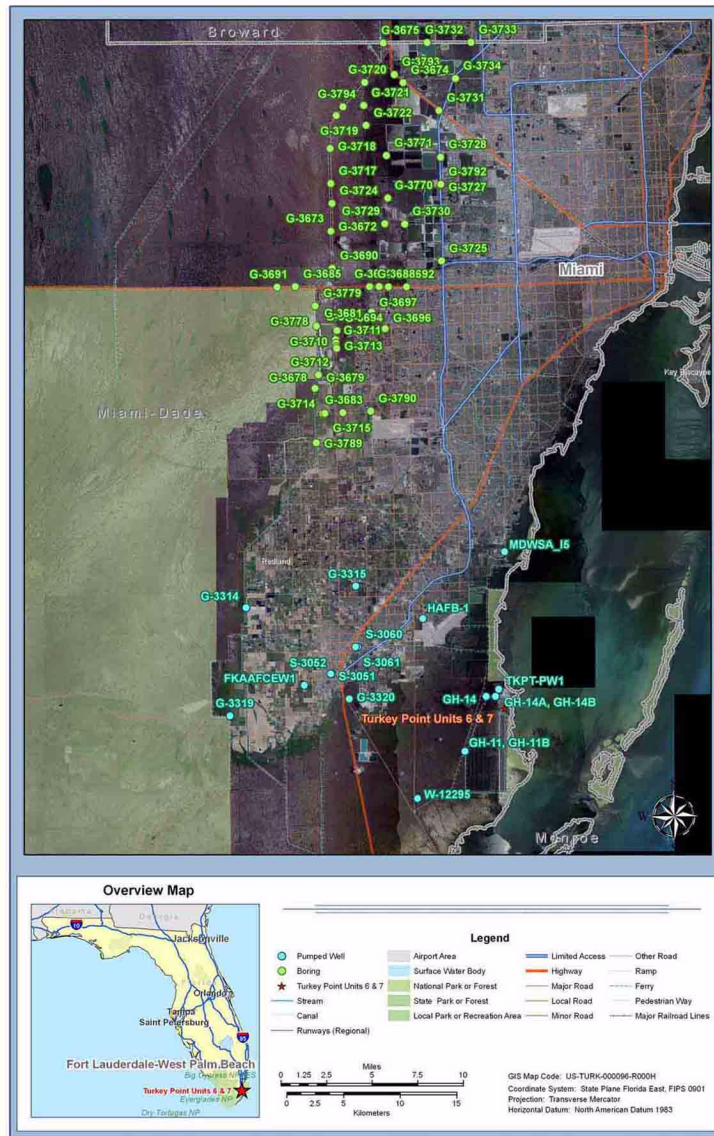 Broward
G-3675
G-3732
G-3733
G-3793
G-3720
G-3674
G-3734
G-3721
G-3794
G-3731
G-3722
G-3719
G-3718
G-3771
G-3728
G-3792
G-3717
G-3770
G-3727
G-3724
G-3729
G-3730
G-3673
G-3672
G-3725
G-3690
Miami
G-3691
G-3685
G-3688
692
G-3779
G-3697
G-3681
G-3778
3694
G-3696
G-3711
G-3710
G-3713
G-3712
Key Biscayne
G-3678
G-3679
G-3714
G-3683
G-3790
Miami-Dade
G-3715
G-3789
MDWSA_I5
Redland
G-3315
G-3314
HAFB-1
S-3060
S-3052
S-3061
FKAAFCEW1
S-3051
TKPT-PW1
G-3319
G-3320
GH-14
GH-14A, GH-14B
Turkey Point Units 6 & 7
GH-11, GH-11B
W-12295
W
Monroe
Overview Map
Alabama
Georgia
10
Jacksonville
Florida
Orlando
Tampa
Saint Petersburg
95
Fort Lauderdale-West Palm Beach
Big Cypress NPRES
Turkey Point Units 6 & 7
Everglades NP
Dry Tortugas NP
Legend
Pumped Well
Boring
Turkey Point Units 6 & 7
Stream
Canal
Runways (Regional)
Airport Area
Surface Water Body
National Park or Forest
State Park or Forest
Local Park or Recreation Area
Limited Access
Highway
Major Road
Local Road
Minor Road
Other Road
Ramp
Ferry
Pedestrian Way
Major Railroad Lines
Miles
0 1.25 2.5 5 7.5 10
0 2.5 5 10 15
Kilometers
GIS Map Code: US-TURK-000096-R000H
Coordinate System: State Plane Florida East, FIPS 0901
Projection: Transverse Mercator
Horizontal Datum: North American Datum 1983